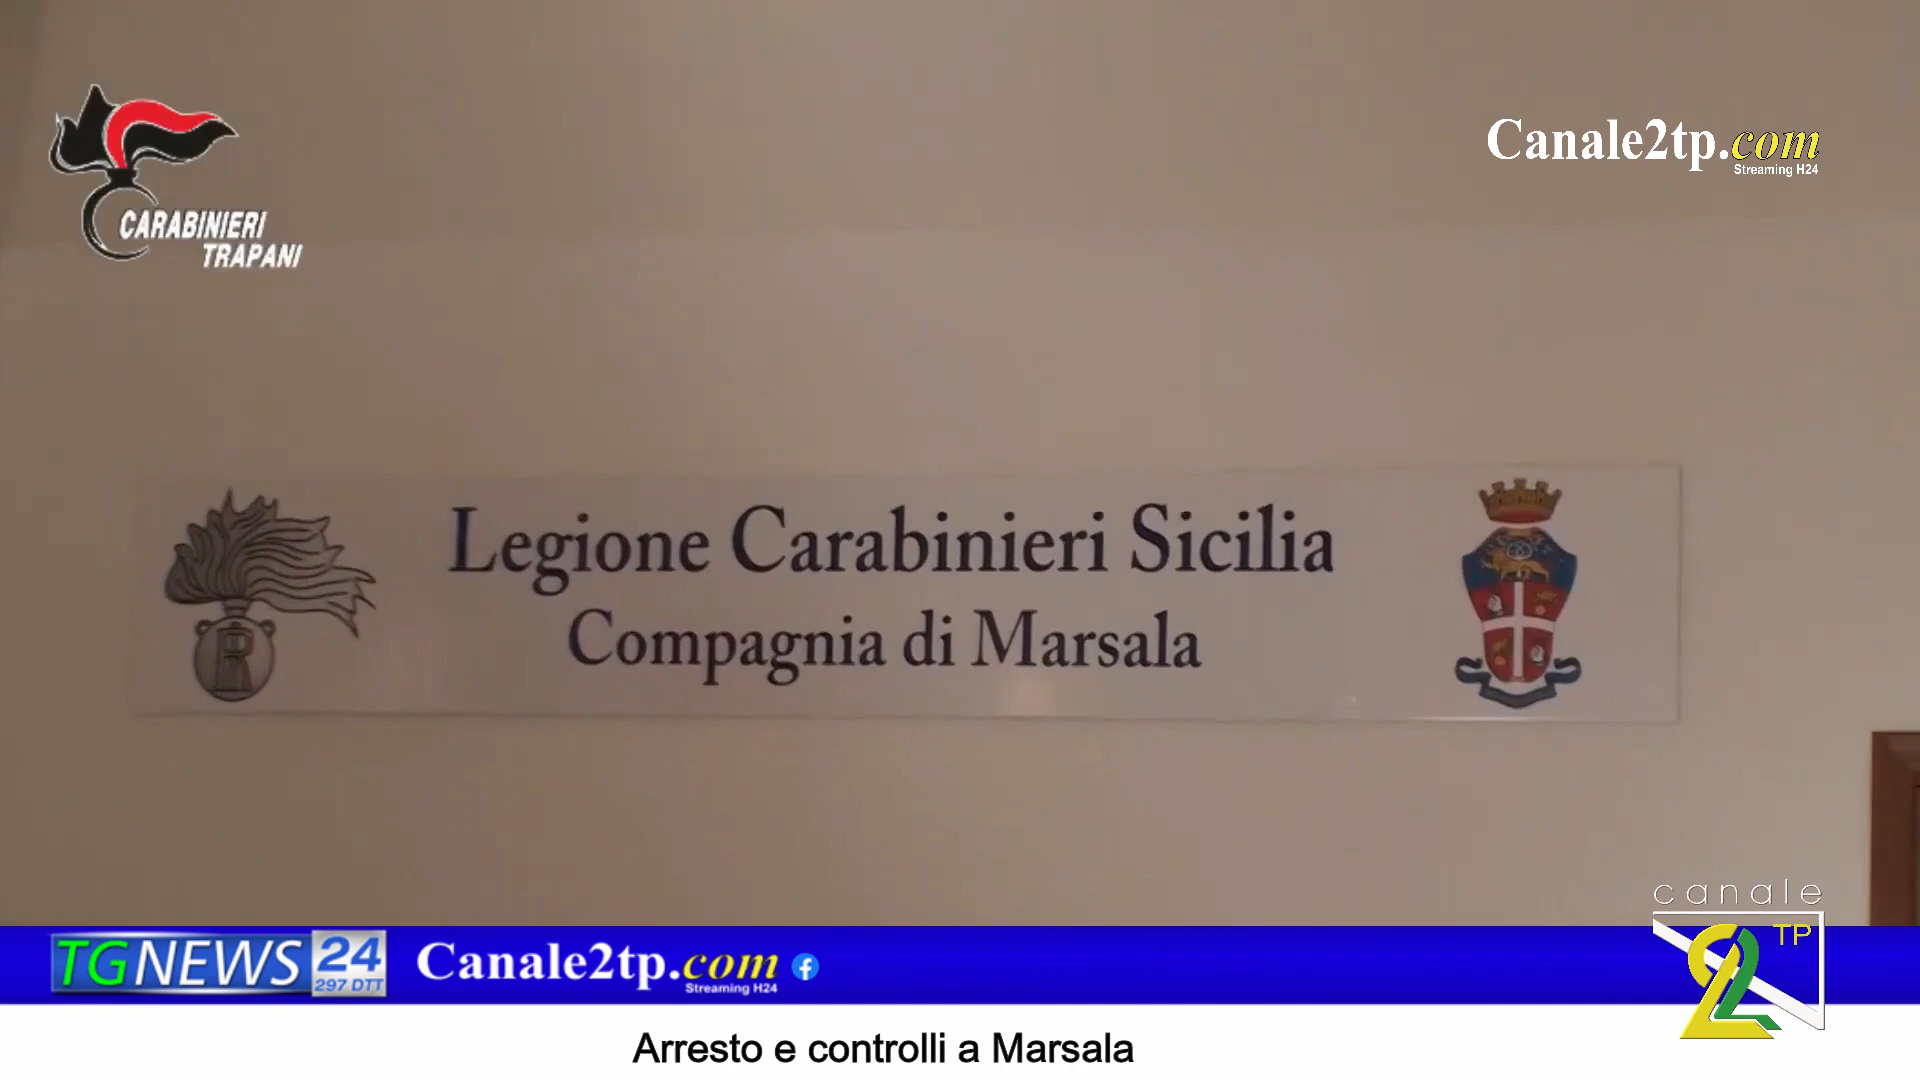 CARABINIERI
TRAPANI
Canale2tp.com
Streaming H24
Legione Carabinieri Sicilia
Compagnia di Marsala
R
canale
2 TP
TGNEWS 24
297 DTT
Canale2tp.com
Streaming H24
Arresto e controlli a Marsala